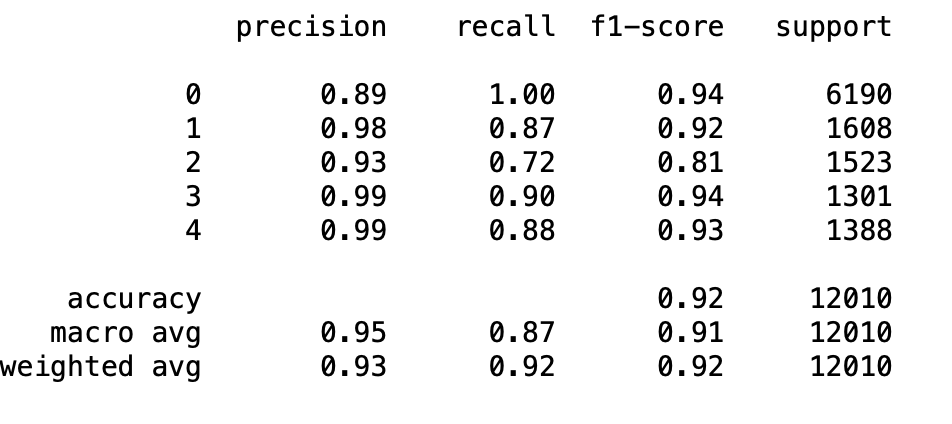 precision recall f1-score support
0 0.89 1.00 0.94 6190
1 0.98 0.87 0.92 1608
2 0.93 0.72 0.81 1523
3 0.99 0.90 0.94 1301
4 0.99 0.88 0.93 1388
accuracy 0.92 12010
macro avg 0.95 0.87 0.91 12010
weighted avg 0.93 0.92 0.92 12010